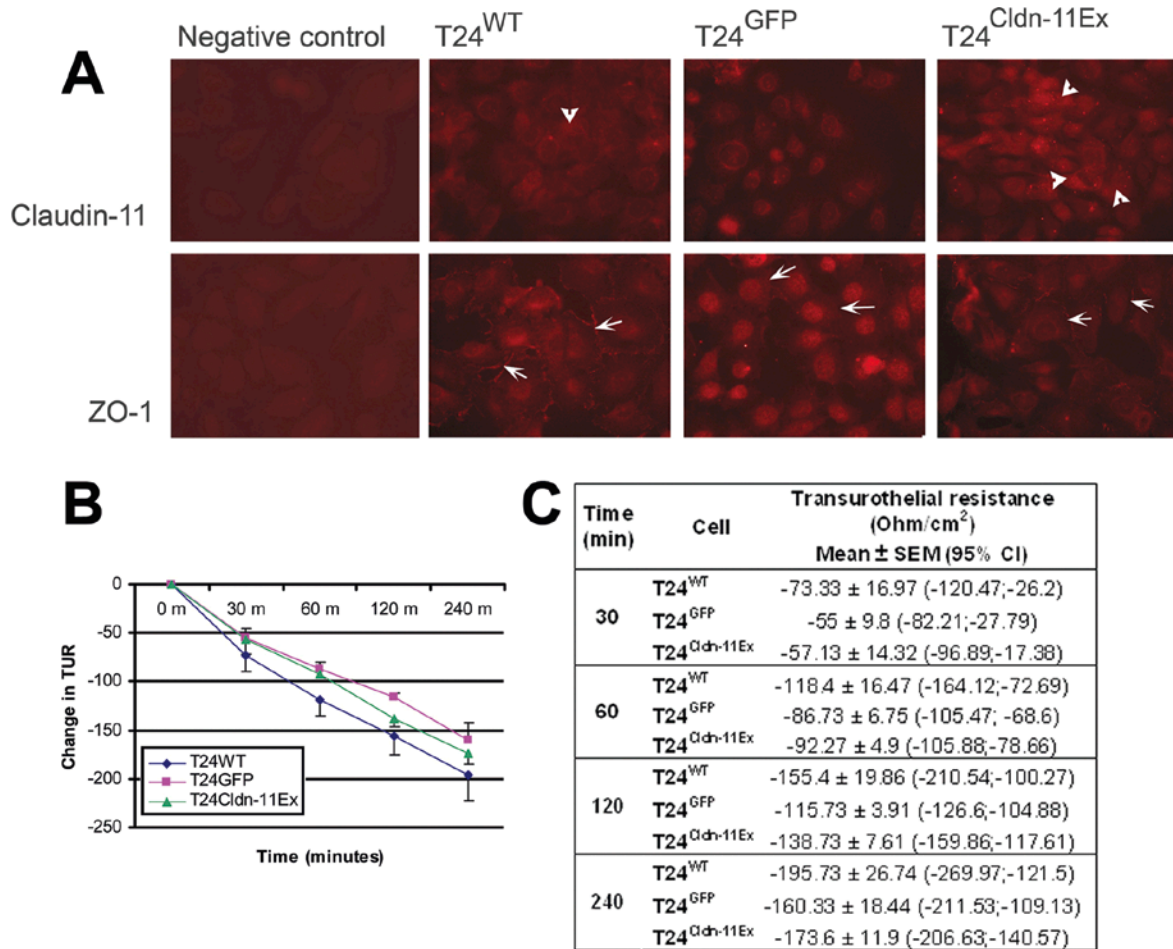 A
Negative control
T24WT
T24GFP
T24Cldn-11Ex
Claudin-11
ZO-1
B
0
-50
-100
-150
-200
-250
0 m 30 m 60 m 120 m 240 m
Change in TUR
T24WT
T24GFP
T24Cldn-11Ex
Time (minutes)
C
Time (min) Cell Transurothelial resistance
(Ohm/cm²)
Mean ± SEM (95% CI)
30 T24WT -73.33 ± 16.97 (-120.47;-26.2)
T24GFP -55 ± 9.8 (-82.21;-27.79)
T24Cldn-11Ex -57.13 ± 14.32 (-96.89;-17.38)
60 T24WT -118.4 ± 16.47 (-164.12;-72.69)
T24GFP -86.73 ± 6.75 (-105.47; -68.6)
T24Cldn-11Ex -92.27 ± 4.9 (-105.88;-78.66)
120 T24WT -155.4 ± 19.86 (-210.54;-100.27)
T24GFP -115.73 ± 3.91 (-126.6;-104.88)
T24Cldn-11Ex -138.73 ± 7.61 (-159.86;-117.61)
240 T24WT -195.73 ± 26.74 (-269.97;-121.5)
T24GFP -160.33 ± 18.44 (-211.53;-109.13)
T24Cldn-11Ex -173.6 ± 11.9 (-206.63;-140.57)